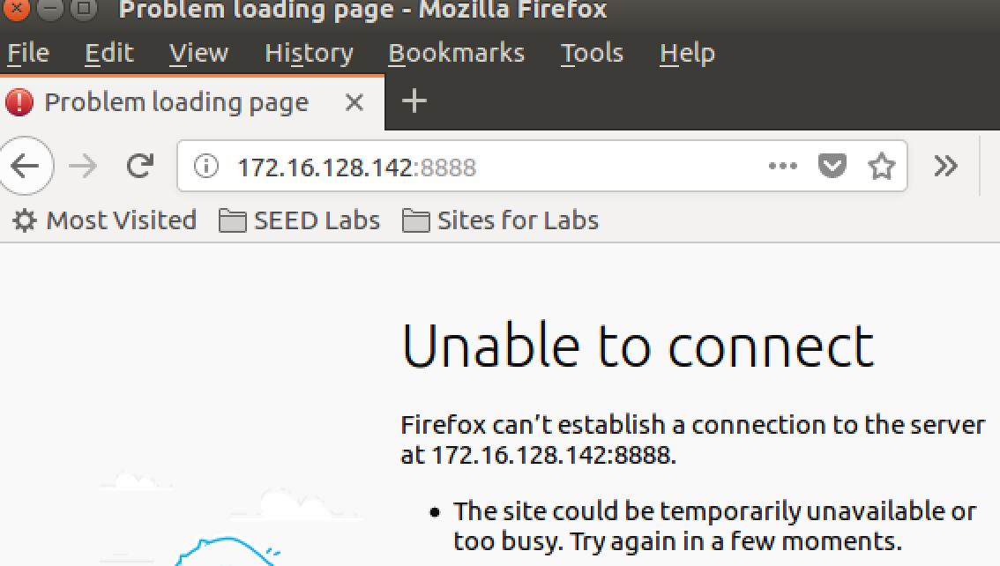 Problem loading page - Mozilla Firefox
File Edit View History Bookmarks Tools Help
Problem loading page
172.16.128.142:8888
Most Visited SEED Labs Sites for Labs
Unable to connect
Firefox can’t establish a connection to the server
at 172.16.128.142:8888.
The site could be temporarily unavailable or
too busy. Try again in a few moments.